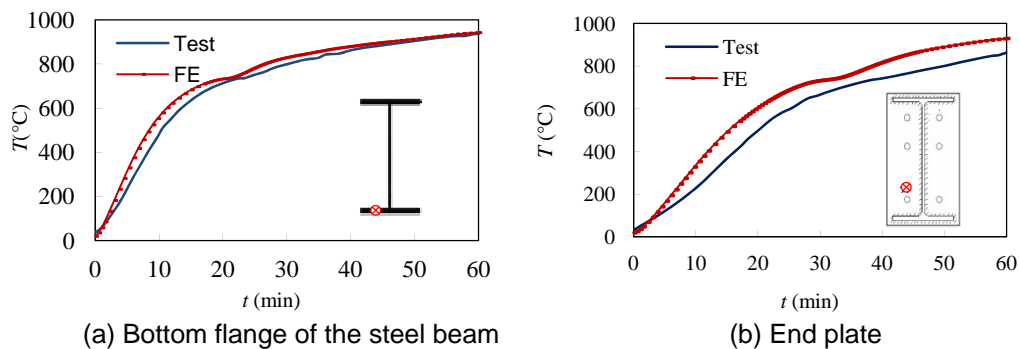 1000
800
600
400
200
0
T(°C)
Test
FE
0 10 20 30 40 50 60
t (min)
(a) Bottom flange of the steel beam
1000
800
600
400
200
0
T (°C)
Test
FE
0 10 20 30 40 50 60
t (min)
(b) End plate